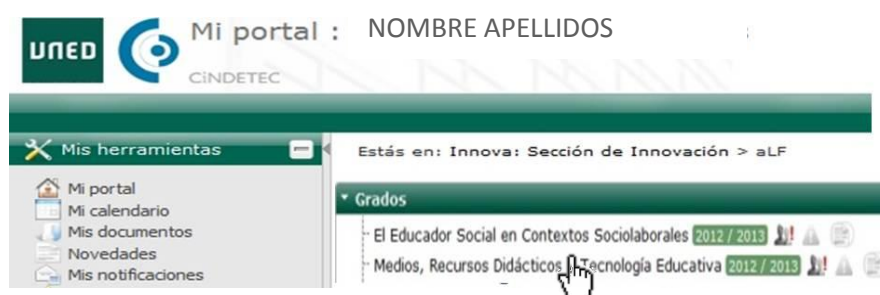 Mi portal : NOMBRE APELLIDOS
UNED
CiNDETEC
Mis herramientas
Estás en: Innova: Sección de Innovación > aLF
Mi portal
Mi calendario
Mis documentos
Novedades
Mis notificaciones
Grados
El Educador Social en Contextos Sociolaborales 2012 / 2013
Medios, Recursos Didácticos y Tecnología Educativa 2012 / 2013